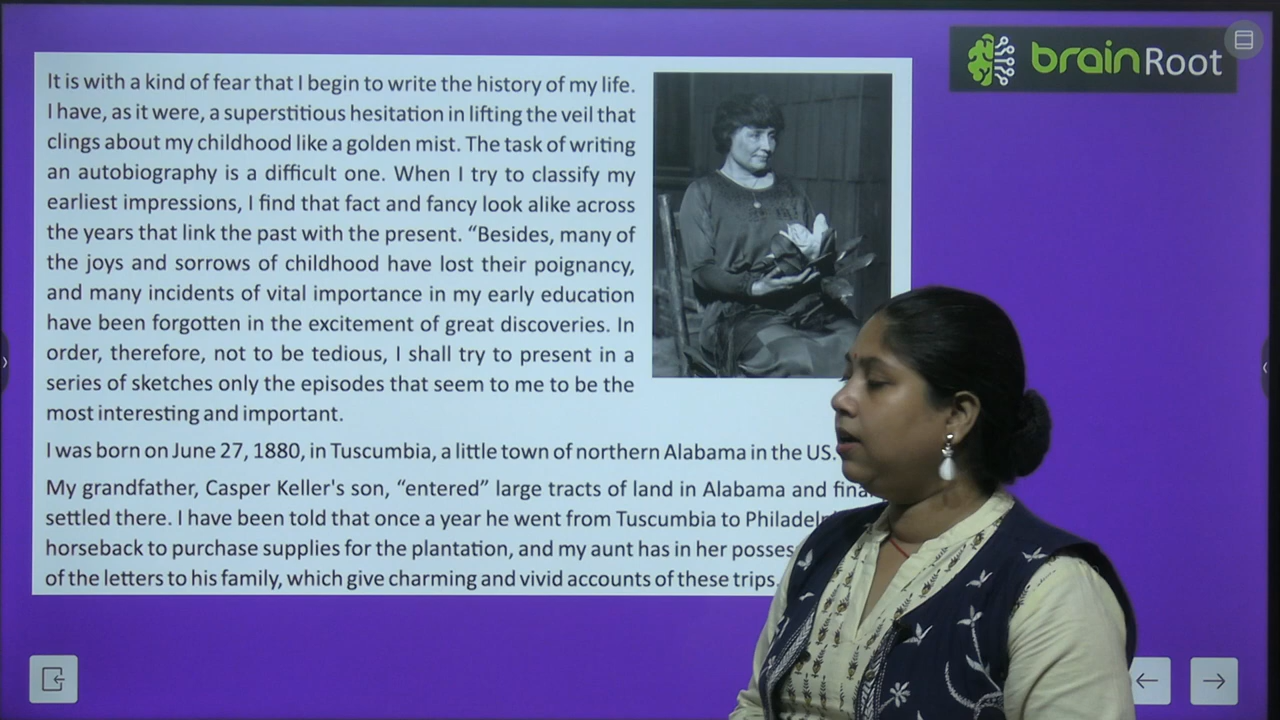 brainRoot
It is with a kind of fear that I begin to write the history of my life.
I have, as it were, a superstitious hesitation in lifting the veil that
clings about my childhood like a golden mist. The task of writing
an autobiography is a difficult one. When I try to classify my
earliest impressions, I find that fact and fancy look alike across
the years that link the past with the present. “Besides, many of
the joys and sorrows of childhood have lost their poignancy,
and many incidents of vital importance in my early education
have been forgotten in the excitement of great discoveries. In
order, therefore, not to be tedious, I shall try to present in a
series of sketches only the episodes that seem to me to be the
most interesting and important.
I was born on June 27, 1880, in Tuscumbia, a little town of northern Alabama in the US.
My grandfather, Casper Keller's son, “entered” large tracts of land in Alabama and
settled there. I have been told that once a year he went from Tuscumbia to
horseback to purchase supplies for the plantation, and my aunt has in her
of the letters to his family, which give charming and vivid accounts of these trips.